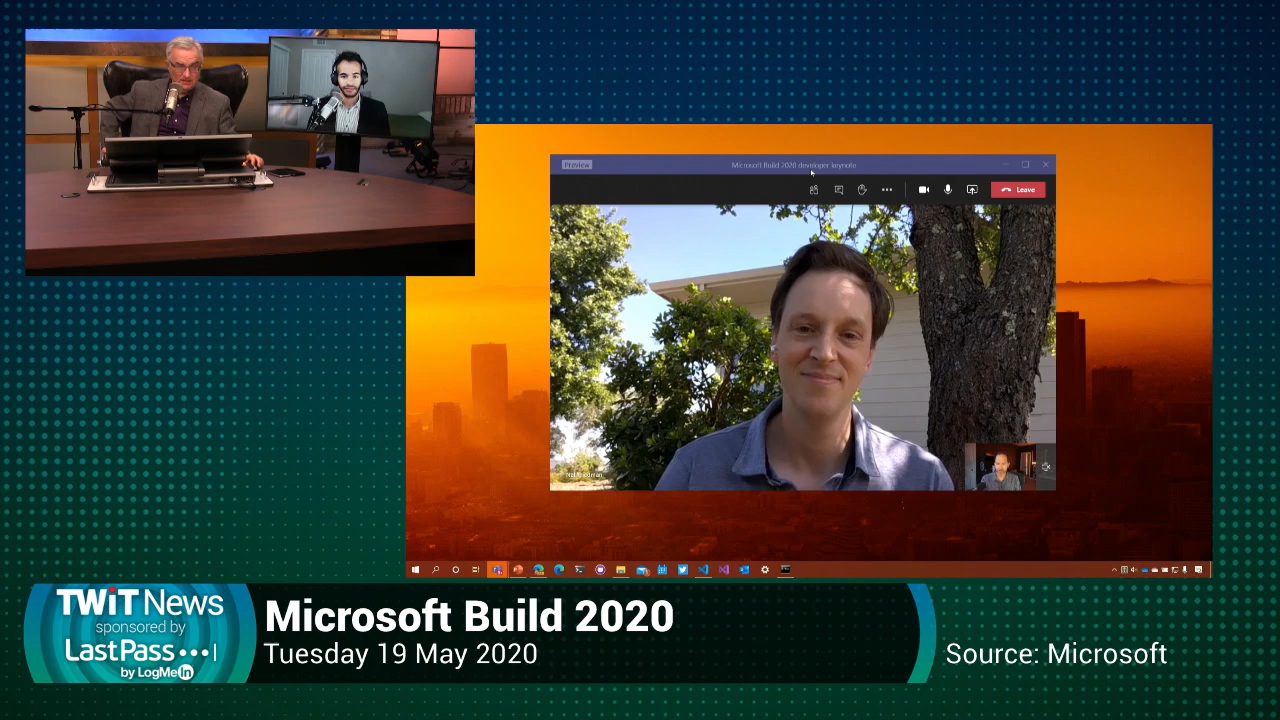 Preview
Microsoft Build 2020 developer keynote
Leave
TWiT News
sponsored by
LastPass •••|
by LogMeIn
Microsoft Build 2020
Tuesday 19 May 2020
Source: Microsoft